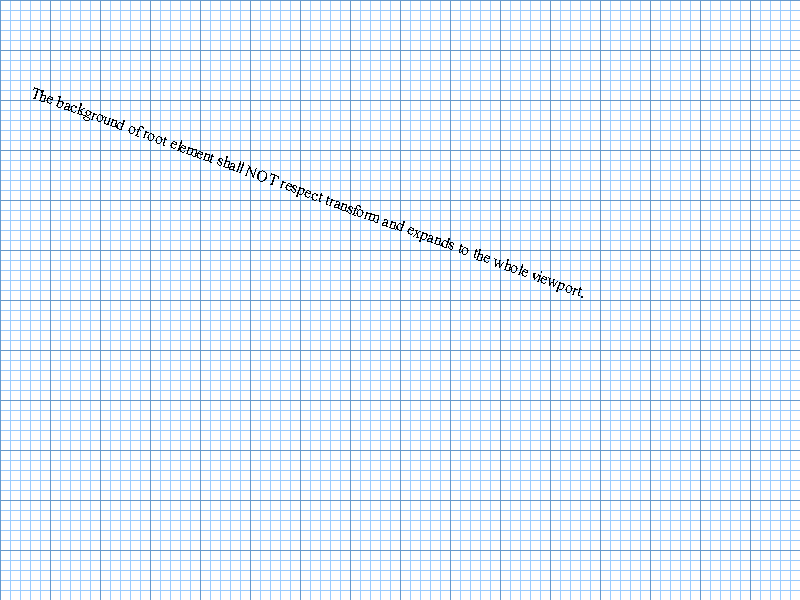 The background of root element shall NOT respect transform and expands to the whole viewport.